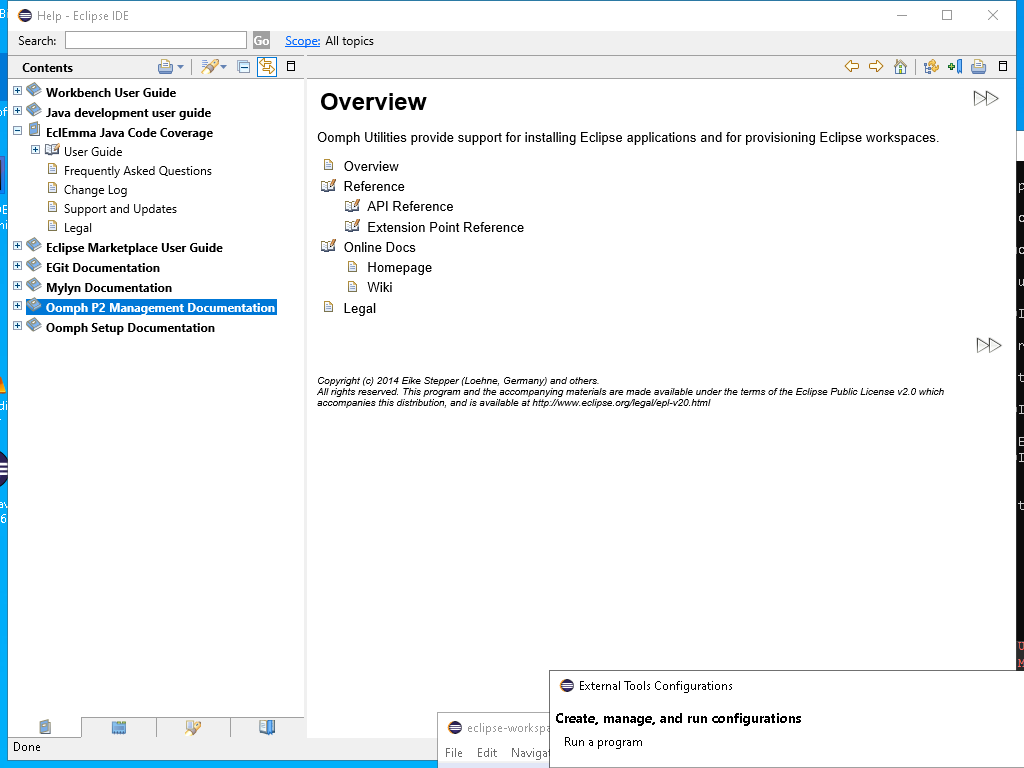 Help - Eclipse IDE
Search:
Go
Scope: All topics
Contents
Workbench User Guide
Java development user guide
EclEmma Java Code Coverage
User Guide
Frequently Asked Questions
Change Log
Support and Updates
Legal
Eclipse Marketplace User Guide
EGit Documentation
Mylyn Documentation
Oomph P2 Management Documentation
Oomph Setup Documentation
Done
Overview
Oomph Utilities provide support for installing Eclipse applications and for provisioning Eclipse workspaces.
Overview
Reference
API Reference
Extension Point Reference
Online Docs
Homepage
Wiki
Legal
Copyright (c) 2014 Eike Stepper (Loehne, Germany) and others.
All rights reserved. This program and the accompanying materials are made available under the terms of the Eclipse Public License v2.0 which
accompanies this distribution, and is available at http://www.eclipse.org/legal/epl-v20.html
eclipse-workspa
File Edit Navigat
External Tools Configurations
Create, manage, and run configurations
Run a program